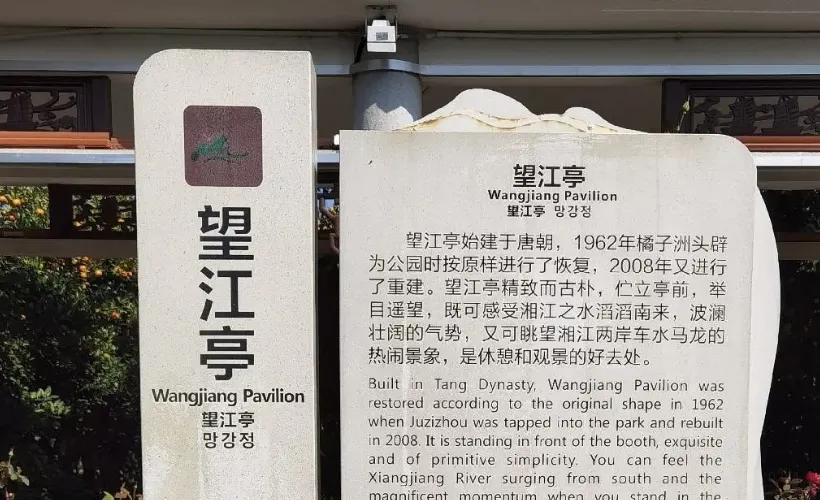 望江亭
Wangjiang Pavilion
望江亭
망강정
望江亭
Wangjiang Pavilion
望江亭 망강정
望江亭始建于唐朝，1962年橘子洲头辟
为公园时按原样进行了恢复，2008年又进行
了重建。望江亭精致而古朴，伫立亭前，举
目遥望，既可感受湘江之水滔滔南来，波澜
壮阔的气势，又可眺望湘江两岸车水马龙的
热闹景象，是休憩和观景的好去处。
Built in Tang Dynasty, Wangjiang Pavilion was
restored according to the original shape in 1962
when Juzizhou was tapped into the park and rebuilt
in 2008. It is standing in front of the booth, exquisite
and of primitive simplicity. You can feel the
Xiangjiang River surging from south and the
magnificent momentum when you stand in the